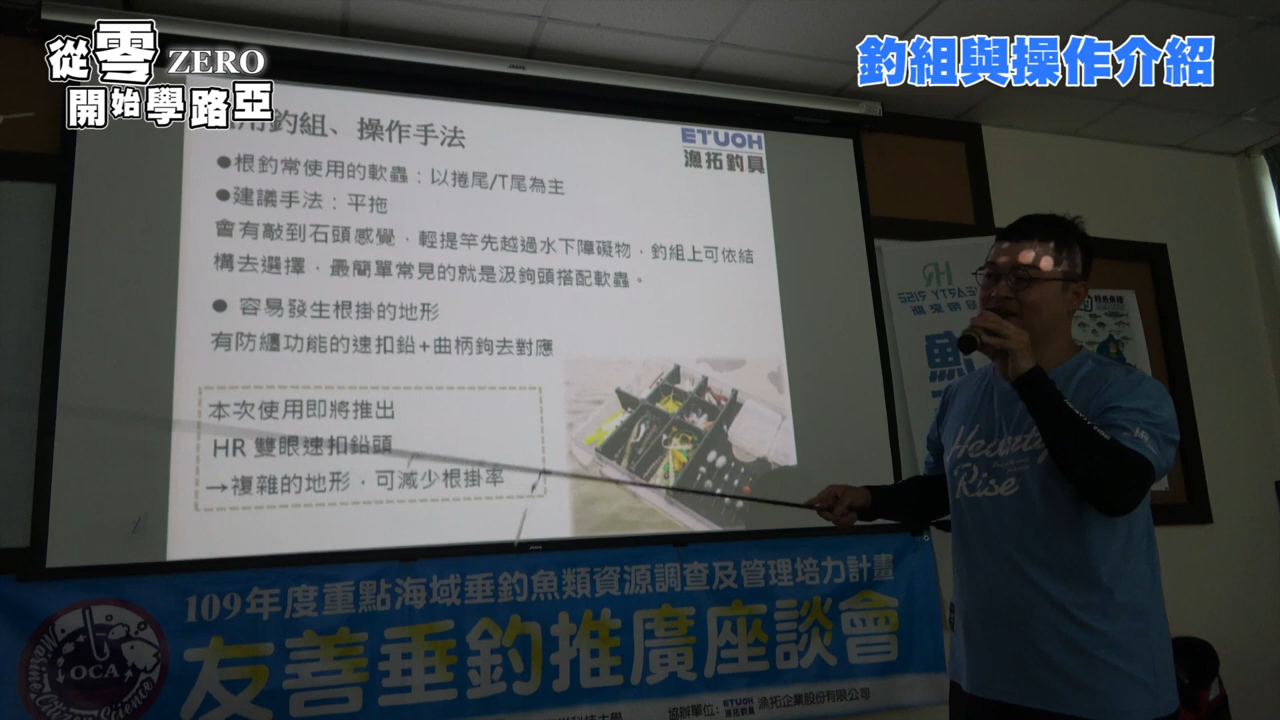 從零ZERO
開始學路亞
釣組與操作介紹
用釣組、操作手法
ETUOH
漁拓釣具
●根釣常使用的軟蟲：以捲尾/T尾為主
●建議手法：平拖
會有敲到石頭感覺，輕提竿先越過水下障礙物，釣組上可依結
構去選擇，最簡單常見的就是汲鉤頭搭配軟蟲。
● 容易發生根掛的地形
有防纏功能的速扣鉛+曲柄鉤去對應
本次使用即將推出
HR 雙眼速扣鉛頭
→複雜的地形，可減少根掛率
HR
HEARTY RISE
Hearty
Rise
109年度重點海域垂釣魚類資源調查及管理培力計畫
友善垂釣推廣座談會
OCA
Marine Citizen Science
協辦單位：ETUOH 漁拓釣具 漁拓企業股份有限公司